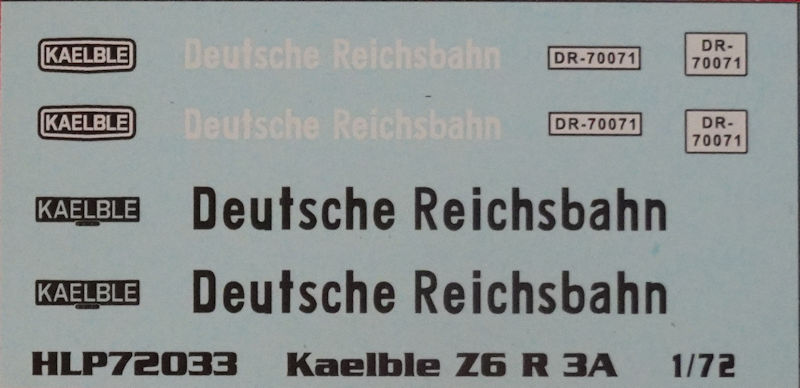 KAELBLE Deutsche Reichsbahn DR-70071 DR-
70071
KAELBLE Deutsche Reichsbahn DR-70071 DR-
70071
KAELBLE Deutsche Reichsbahn
KAELBLE Deutsche Reichsbahn
HLP72033 Kaelble Z6 R 3A 1/72